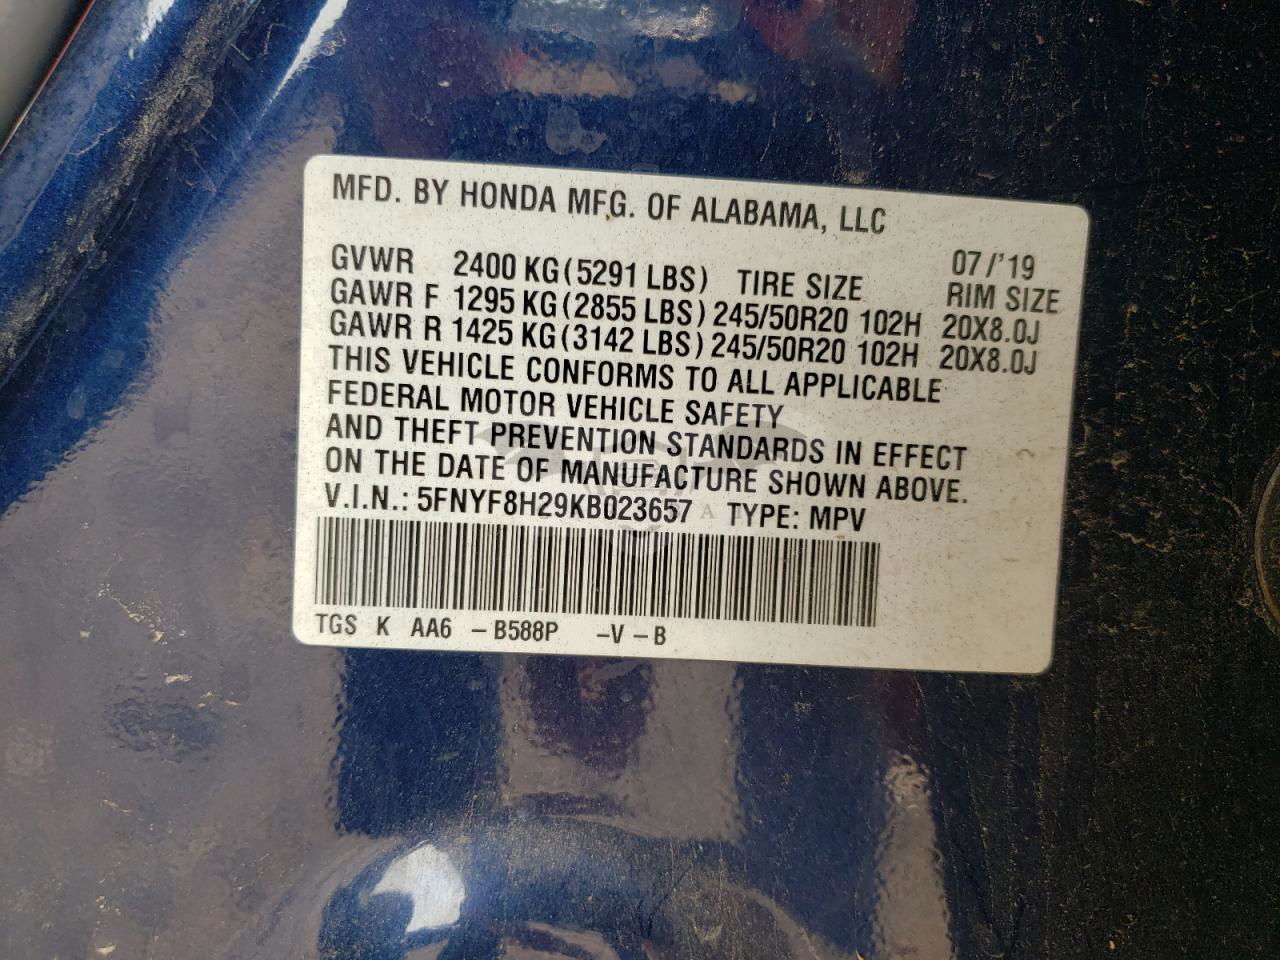 MFD. BY HONDA MFG. OF ALABAMA, LLC
07/'19
GVWR 2400 KG(5291 LBS) TIRE SIZE RIM SIZE
GAWR F 1295 KG(2855 LBS) 245/50R20 102H 20X8.0J
GAWR R 1425 KG(3142 LBS) 245/50R20 102H 20X8.0J
THIS VEHICLE CONFORMS TO ALL APPLICABLE
FEDERAL MOTOR VEHICLE SAFETY
AND THEFT PREVENTION STANDARDS IN EFFECT
ON THE DATE OF MANUFACTURE SHOWN ABOVE.
V.I.N.: 5FNYF8H29KB023657 TYPE: MPV
TGS K AA6 -B588P -V -B